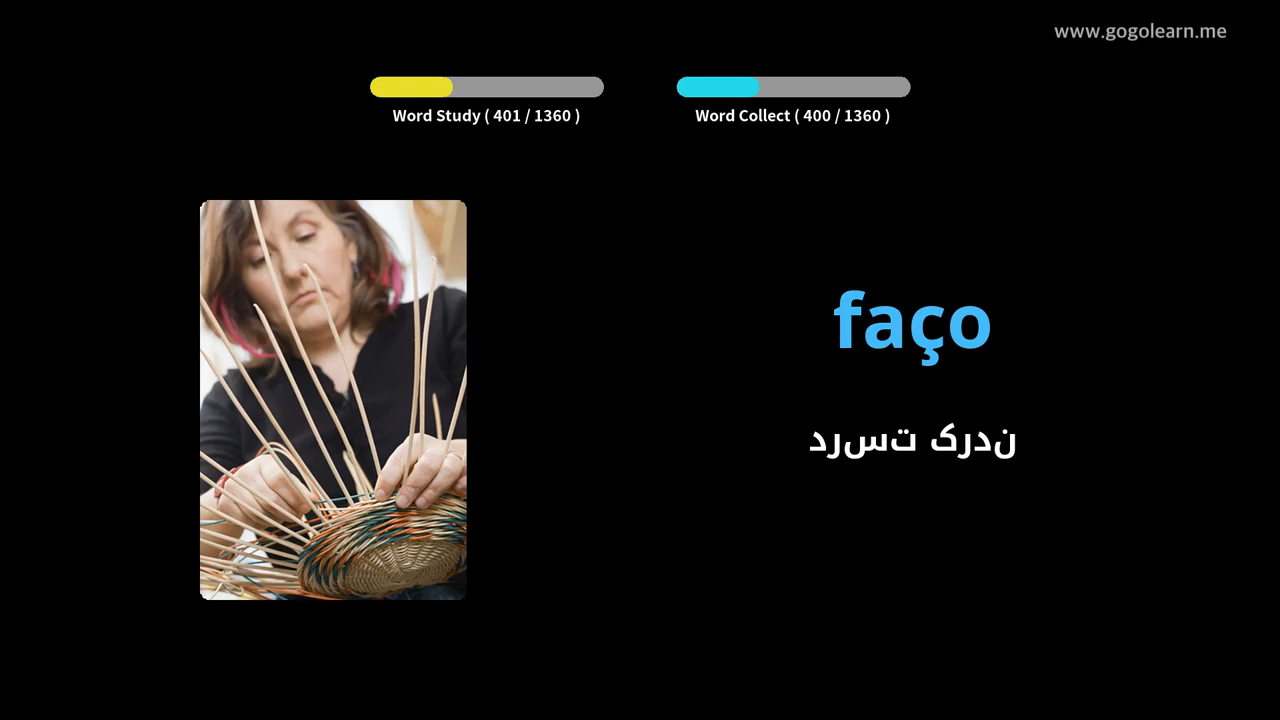 www.gogolearn.me
Word Study ( 401 / 1360 )
Word Collect ( 400 / 1360 )
faço
ندرک تسرد